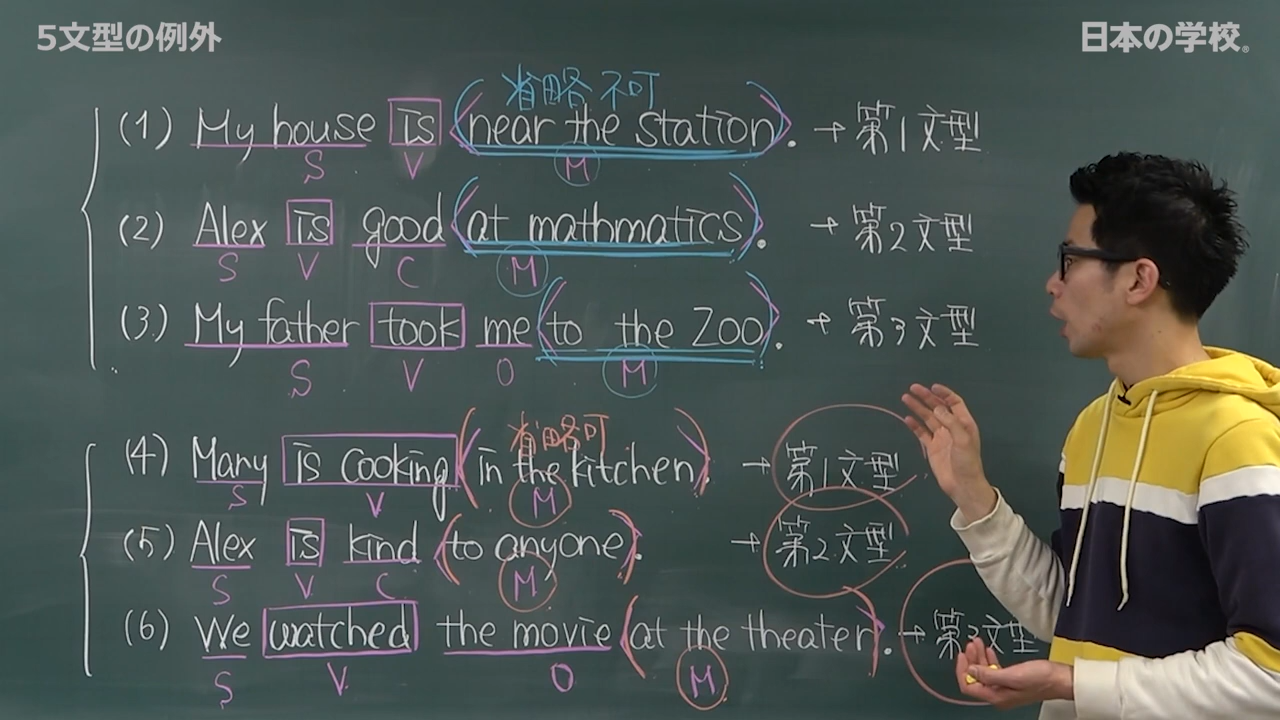 5文型の例外
日本の学校
省略不可
(1) My house is (near the station). → 第1文型
S V M
(2) Alex is good (at mathmatics). → 第2文型
S V C M
(3) My father took me (to the Zoo). → 第3文型
S V O M
省略可
(4) Mary is cooking (in the kitchen). → 第1文型
S V M
(5) Alex is kind (to anyone). → 第2文型
S V C M
(6) We watched the movie (at the theater). → 第3文型
S V O M